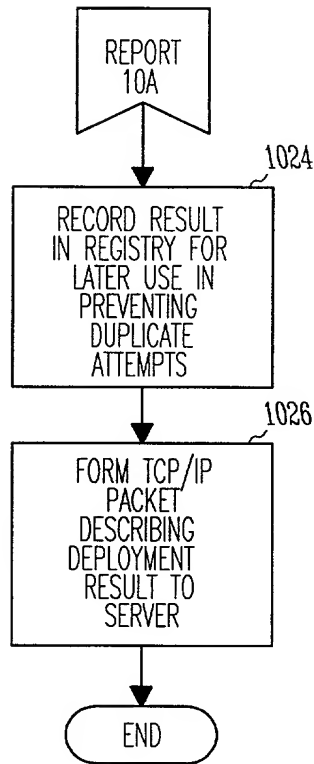 REPORT
10A
1024
RECORD RESULT
IN REGISTRY FOR
LATER USE IN
PREVENTING
DUPLICATE
ATTEMPTS
1026
FORM TCP/IP
PACKET
DESCRIBING
DEPLOYMENT
RESULT TO
SERVER
END